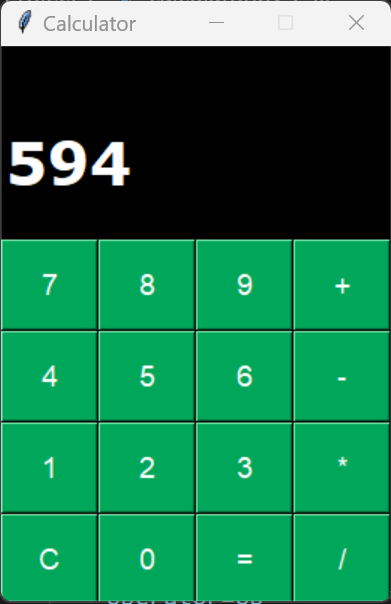 Calculator
594
7 8 9 +
4 5 6 -
1 2 3 *
C 0 = /